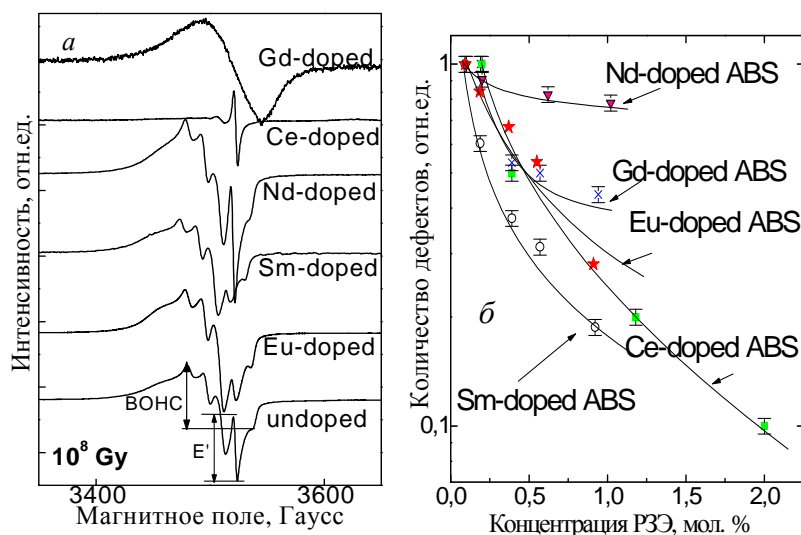 а
Gd-doped
Ce-doped
Nd-doped
Sm-doped
Eu-doped
undoped
BOHC
E'
10⁸ Gy
3400 3600
Магнитное поле, Гаусс
Интенсивность, отн.ед.
Количество дефектов, отн.ед.
1
0,1
Nd-doped ABS
Gd-doped ABS
Eu-doped ABS
б
Ce-doped ABS
Sm-doped ABS
0,0 0,5 1,0 1,5 2,0
Концентрация РЗЭ, мол. %